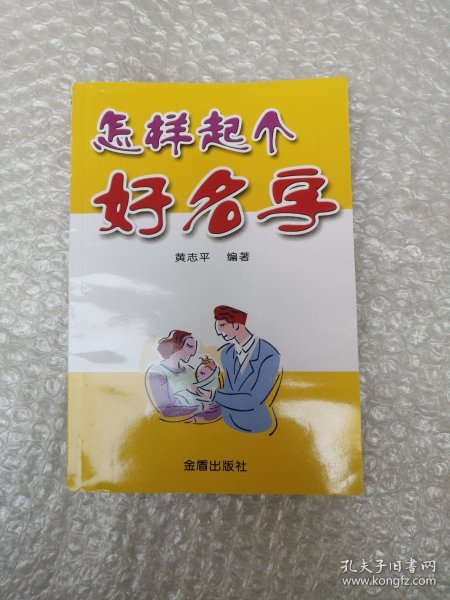 怎样起个
好名字
黄志平 编著
金盾出版社
孔夫子旧书网
www.kongfz.com